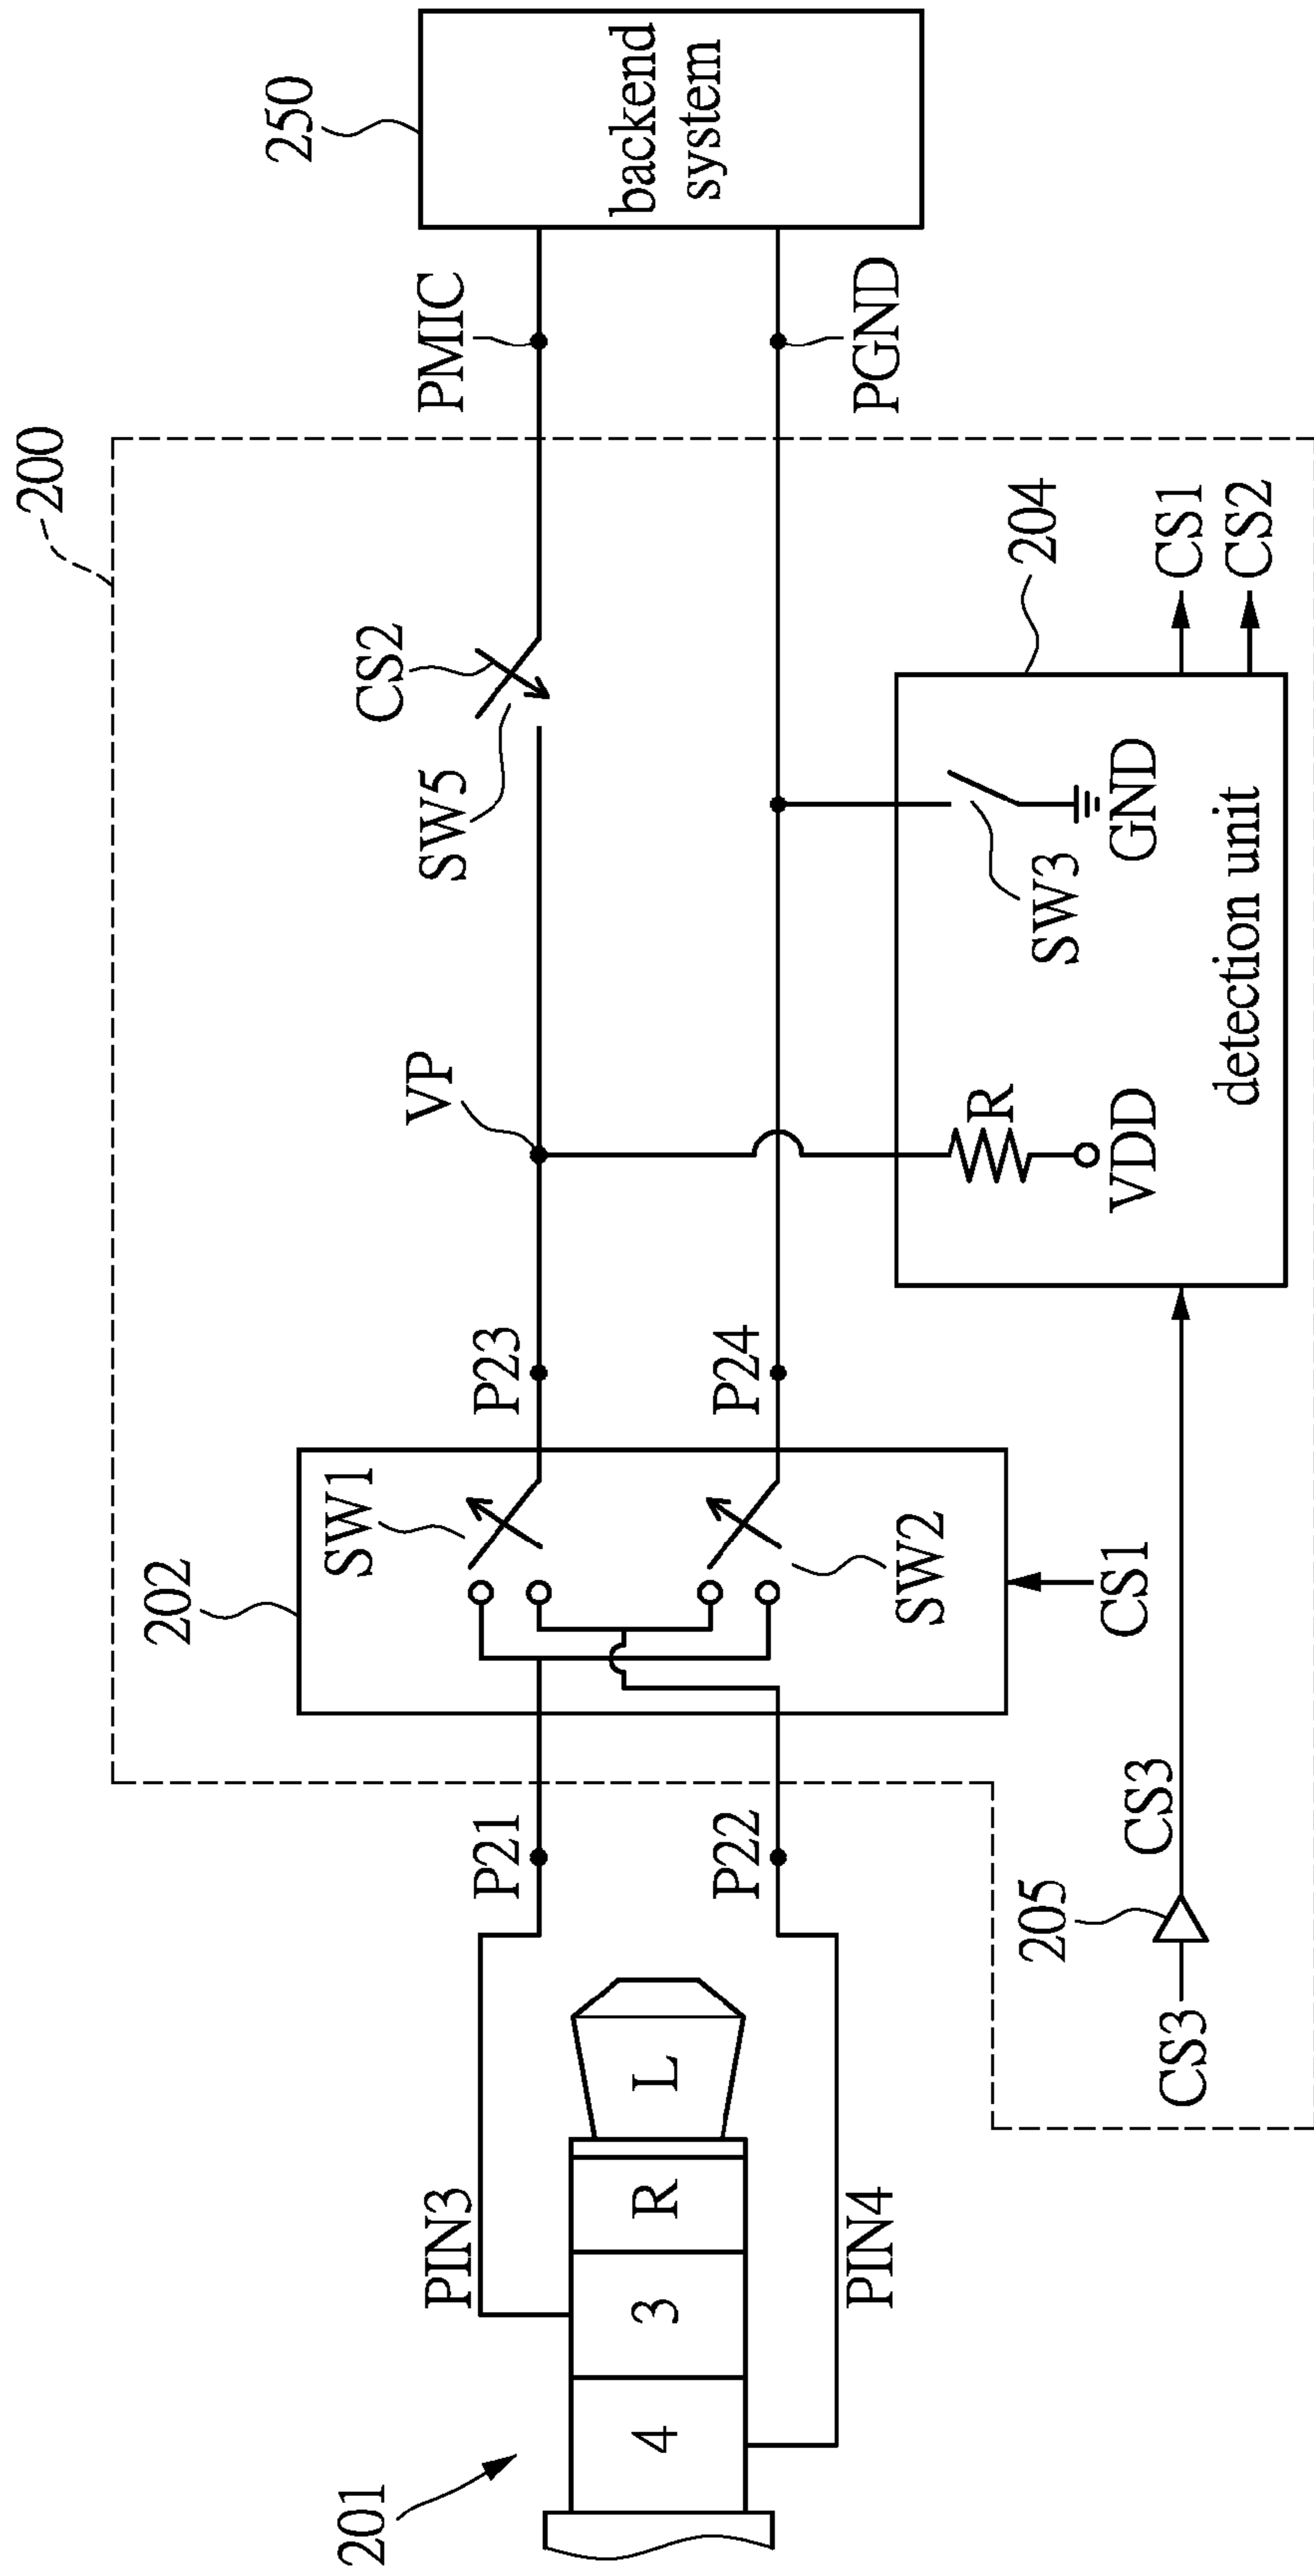 200
250
backend
system
PMIC
PGND
CS2
SW5
VP
P23
P24
202
SW1
SW2
CS1
P21
P22
204
CS1
CS2
SW3
GND
R
VDD
detection unit
CS3
205
CS3
PIN3
PIN4
201
4
3
R
L